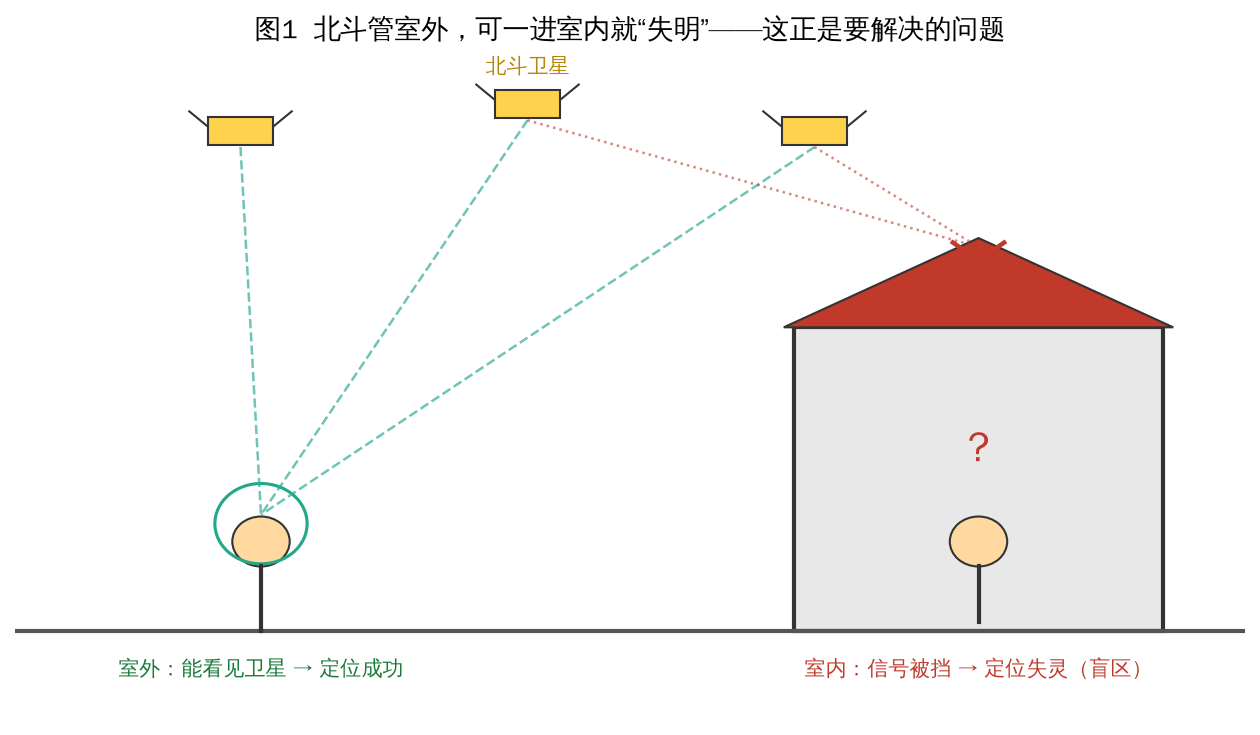 图1  北斗管室外，可一进室内就“失明”——这正是要解决的问题
北斗卫星
？
室外：能看见卫星 → 定位成功
室内：信号被挡 → 定位失灵（盲区）